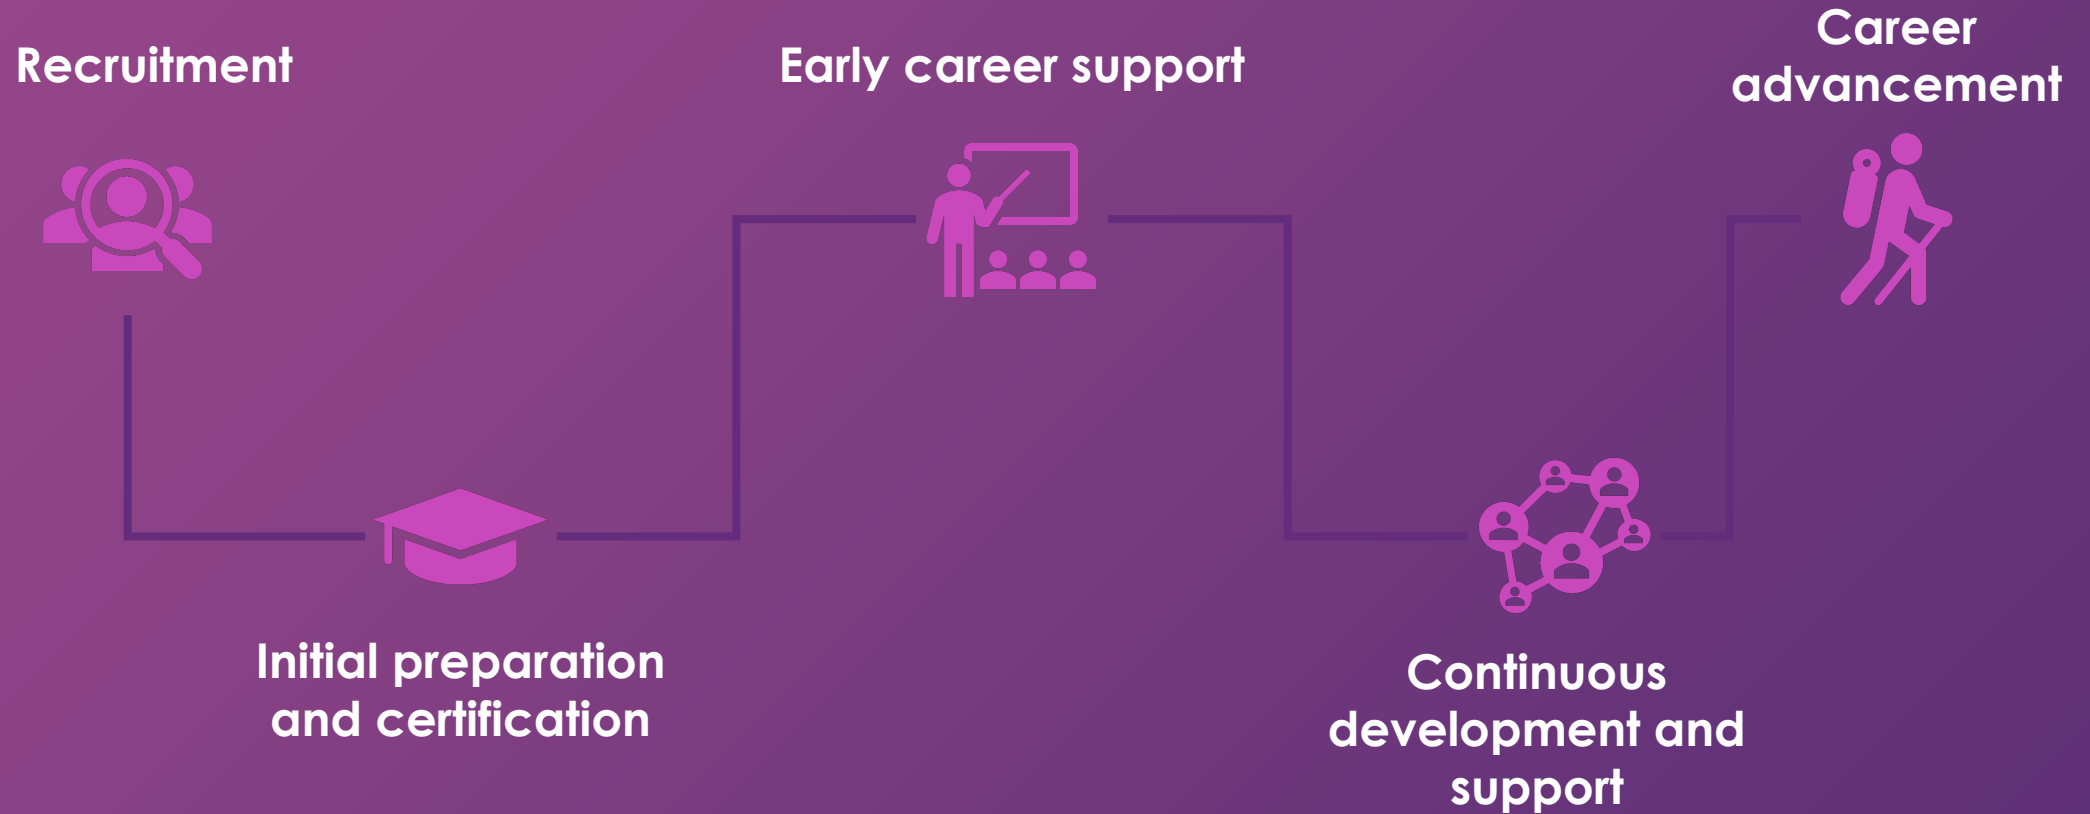 Recruitment
Initial preparation
and certification
Early career support
Continuous
development and
support
Career
advancement